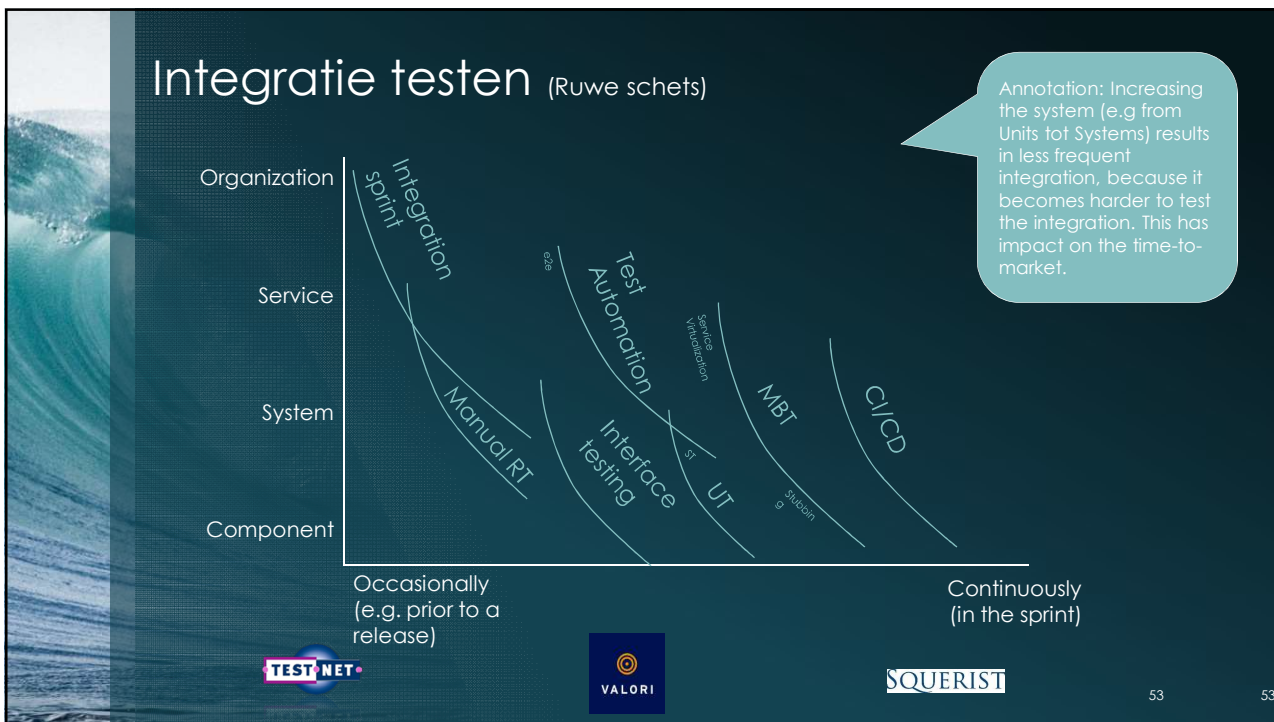 Integratie testen (Ruwe schets)
Annotation: Increasing
the system (e.g from
Units tot Systems) results
in less frequent
integration, because it
becomes harder to test
the integration. This has
impact on the time-to-
market.
Organization
Service
System
Component
Integration
sprint
Manual RT
e2e
Test
Automation
Interface
testing
ST
UT
Service
Virtualization
MBT
Stubbin
g
CI/CD
Occasionally
(e.g. prior to a
release)
Continuously
(in the sprint)
TEST NET
VALORI
SQUERIST
53
53